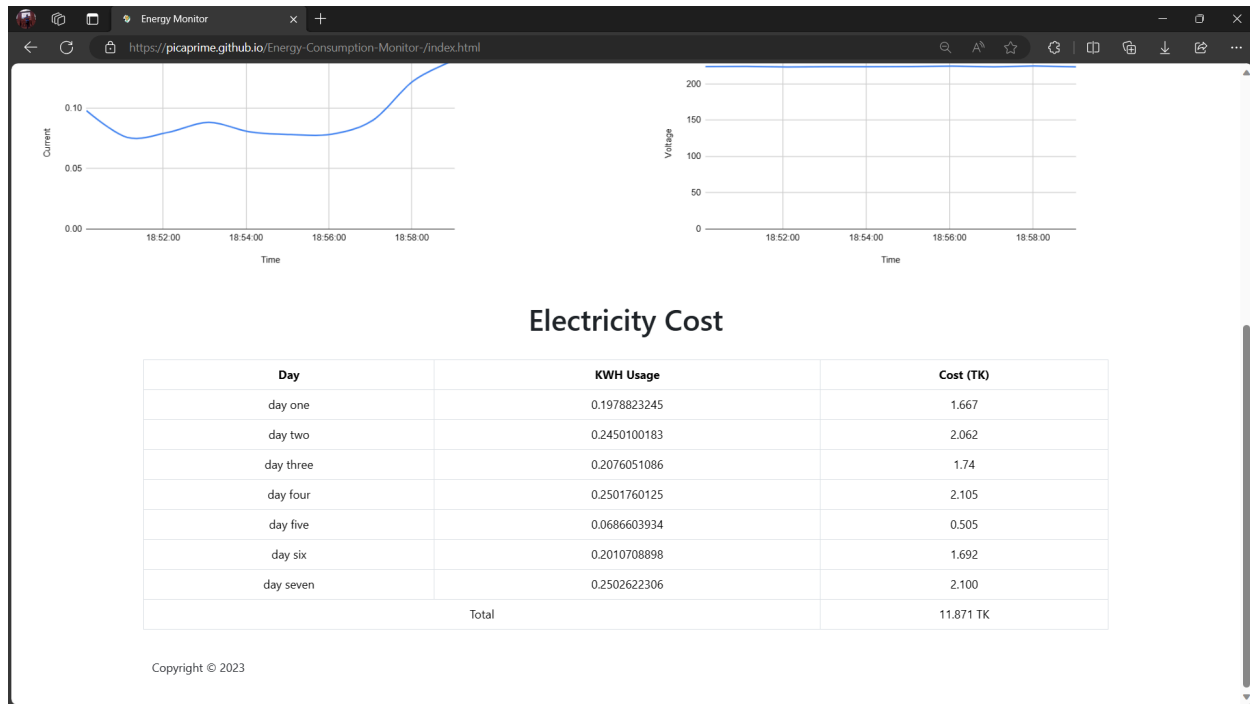 Energy Monitor
https://picaprime.github.io/Energy-Consumption-Monitor-/index.html
0.10
0.05
0.00
Current
18:52:00 18:54:00 18:56:00 18:58:00
Time
200
150
100
50
0
Voltage
18:52:00 18:54:00 18:56:00 18:58:00
Time
Electricity Cost
Day KWH Usage Cost (TK)
day one 0.1978823245 1.667
day two 0.2450100183 2.062
day three 0.2076051086 1.74
day four 0.2501760125 2.105
day five 0.0686603934 0.505
day six 0.2010708898 1.692
day seven 0.2502622306 2.100
Total 11.871 TK
Copyright © 2023